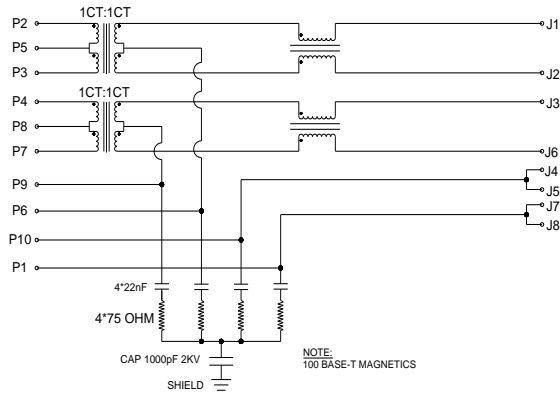 1CT:1CT
P2
J1
P5
P3
J2
1CT:1CT
P4
J3
P8
P7
J6
J4
P9
J5
J7
P6
J8
P10
P1
4*22nF
4*75 OHM
CAP 1000pF 2KV
NOTE:
100 BASE-T MAGNETICS
SHIELD